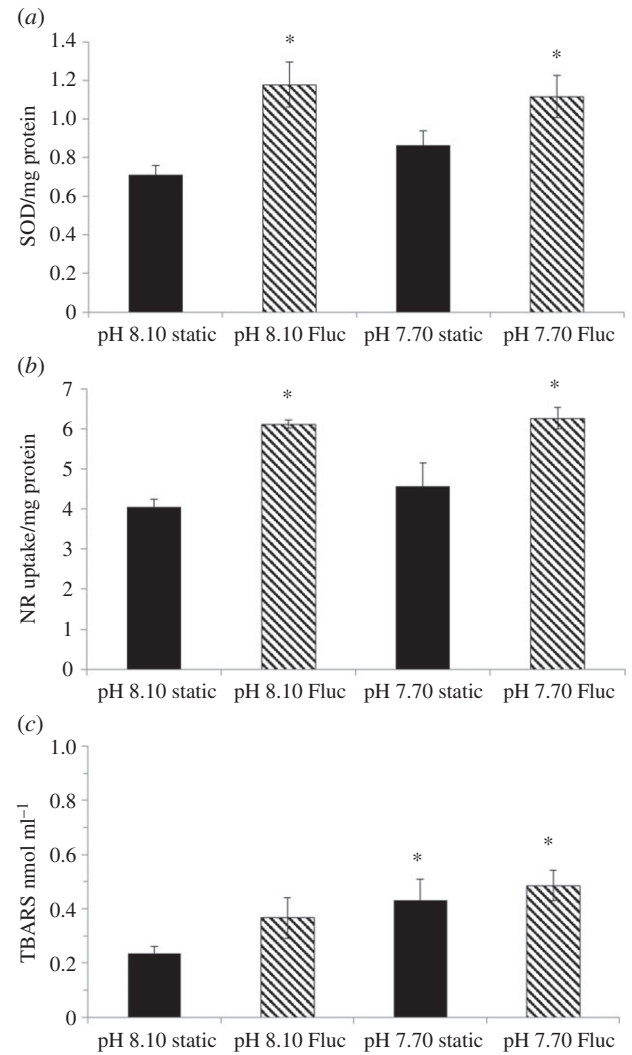 (a)
1.4
1.2
1.0
0.8
0.6
0.4
0.2
0
SOD/mg protein
* *
pH 8.10 static pH 8.10 Fluc pH 7.70 static pH 7.70 Fluc
(b)
7
6
5
4
3
2
1
0
NR uptake/mg protein
* *
pH 8.10 static pH 8.10 Fluc pH 7.70 static pH 7.70 Fluc
(c)
1.0
0.8
0.6
0.4
0.2
0
TBARS nmol ml⁻¹
* *
pH 8.10 static pH 8.10 Fluc pH 7.70 static pH 7.70 Fluc